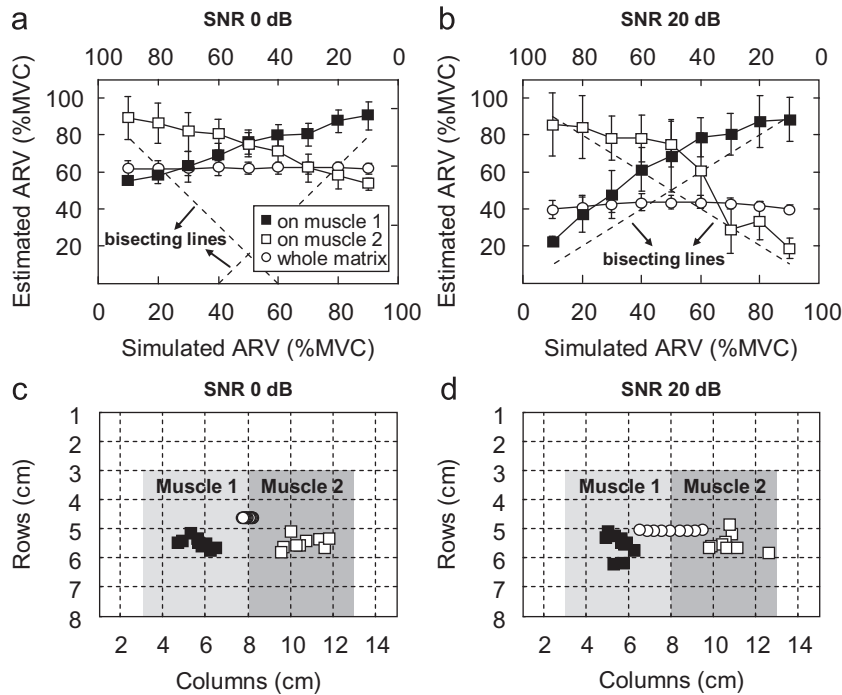 a
SNR 0 dB
100 80 60 40 20 0
Estimated ARV (%MVC)
100
80
60
40
20
bisecting lines
on muscle 1
on muscle 2
whole matrix
0 20 40 60 80 100
Simulated ARV (%MVC)
b
SNR 20 dB
100 80 60 40 20 0
Estimated ARV (%MVC)
100
80
60
40
20
bisecting lines
0 20 40 60 80 100
Simulated ARV (%MVC)
c
SNR 0 dB
Rows (cm)
1
2
3
4
5
6
7
8
Muscle 1 Muscle 2
2 4 6 8 10 12 14
Columns (cm)
d
SNR 20 dB
Rows (cm)
1
2
3
4
5
6
7
8
Muscle 1 Muscle 2
2 4 6 8 10 12 14
Columns (cm)